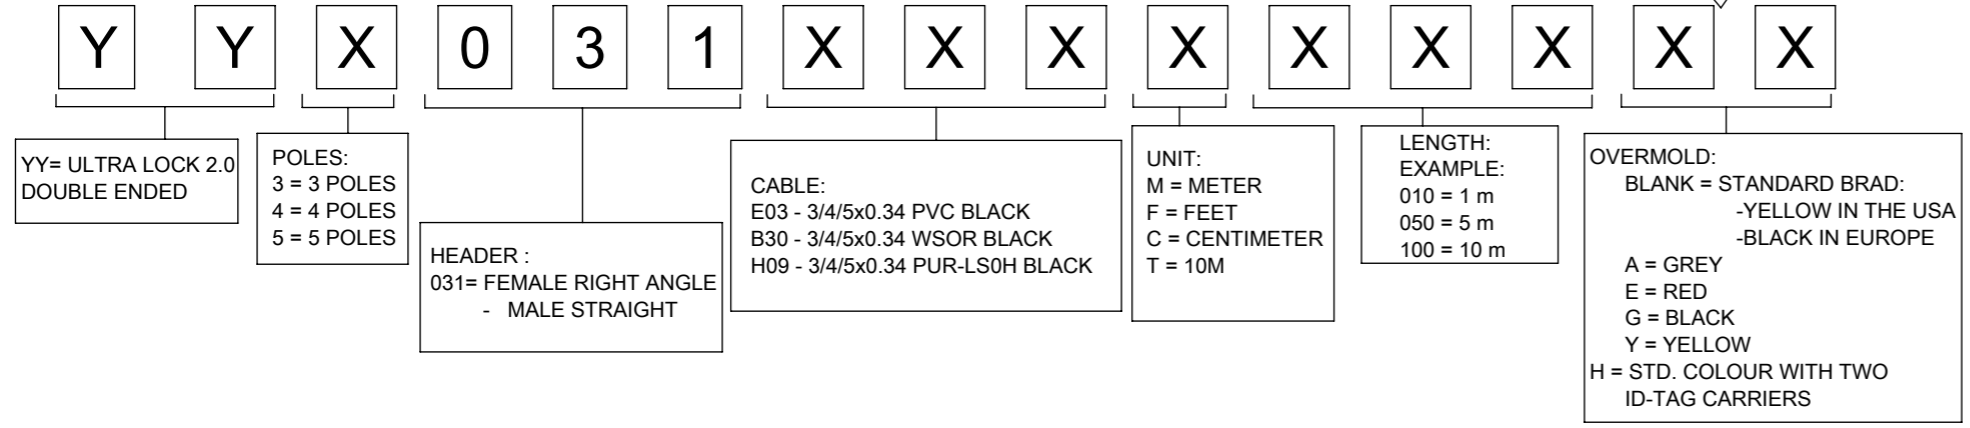 Y Y X 0 3 1 X X X X X X X X X
YY= ULTRA LOCK 2.0
DOUBLE ENDED
POLES:
3 = 3 POLES
4 = 4 POLES
5 = 5 POLES
HEADER :
031= FEMALE RIGHT ANGLE
- MALE STRAIGHT
CABLE:
E03 - 3/4/5x0.34 PVC BLACK
B30 - 3/4/5x0.34 WSOR BLACK
H09 - 3/4/5x0.34 PUR-LS0H BLACK
UNIT:
M = METER
F = FEET
C = CENTIMETER
T = 10M
LENGTH:
EXAMPLE:
010 = 1 m
050 = 5 m
100 = 10 m
OVERMOLD:
BLANK = STANDARD BRAD:
-YELLOW IN THE USA
-BLACK IN EUROPE
A = GREY
E = RED
G = BLACK
Y = YELLOW
H = STD. COLOUR WITH TWO
ID-TAG CARRIERS